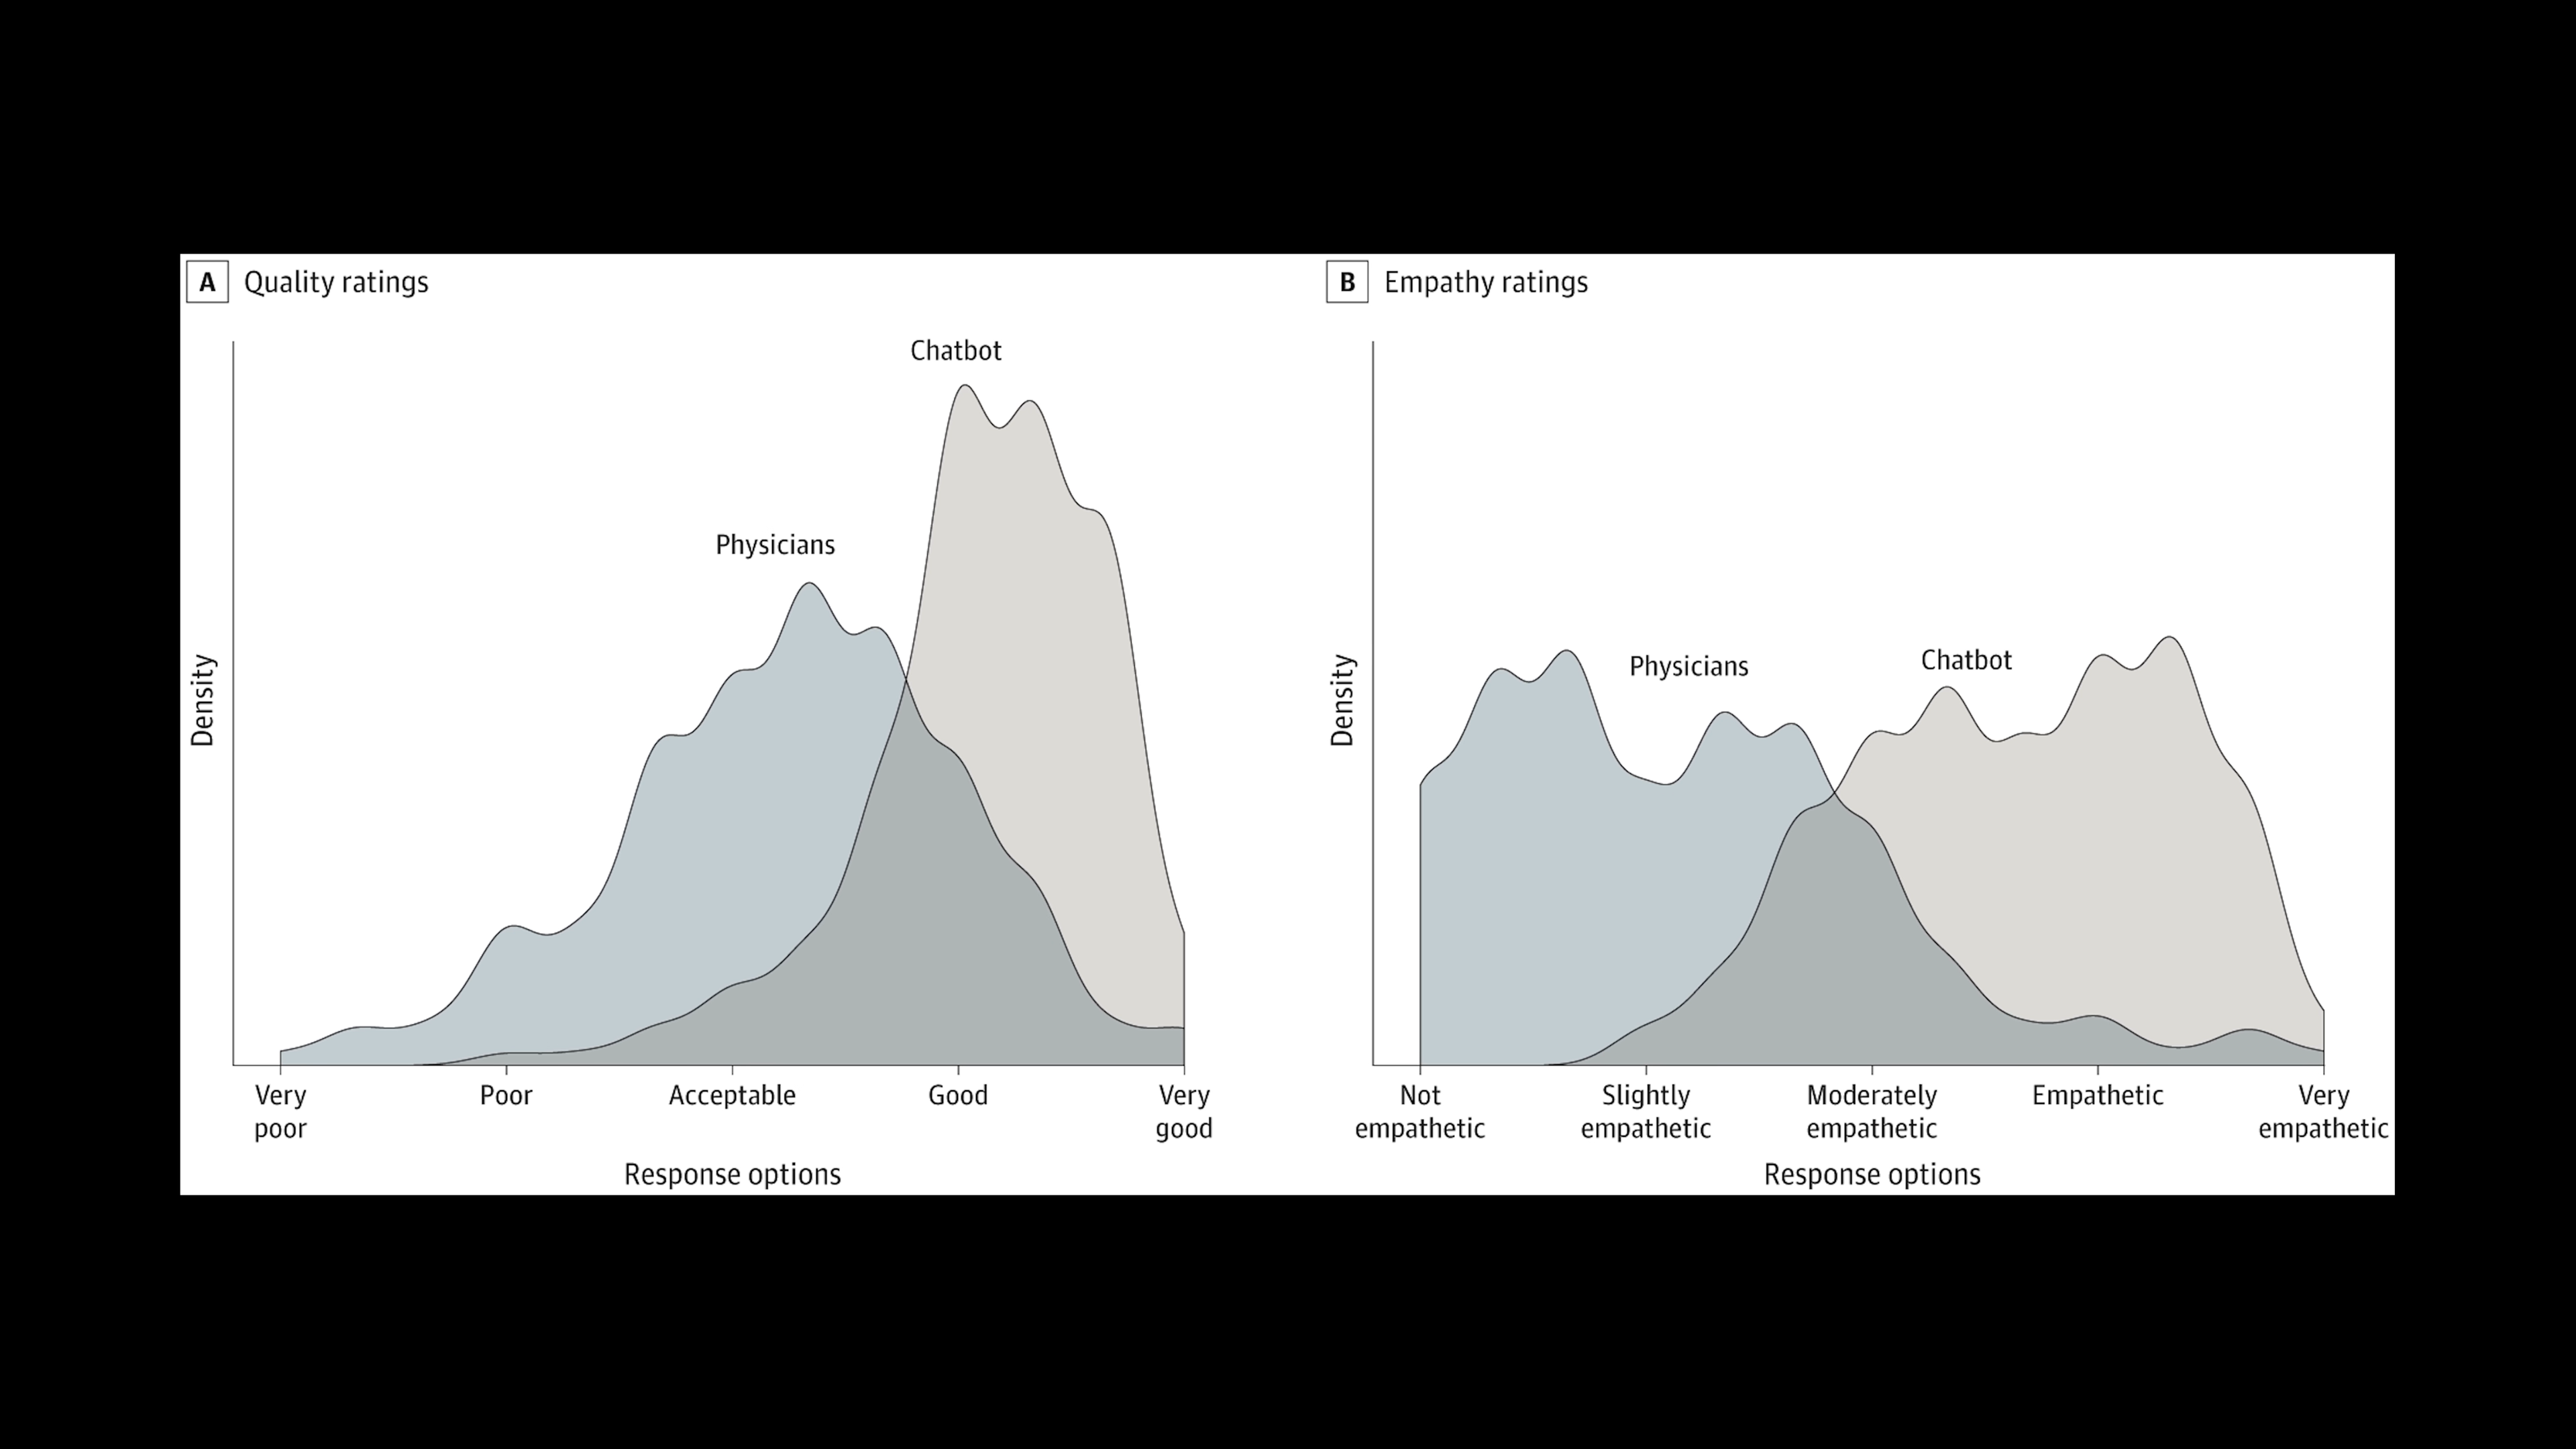 A Quality ratings
Chatbot
Physicians
Density
Very
poor
Poor
Acceptable
Good
Very
good
Response options
B Empathy ratings
Physicians
Chatbot
Density
Not
empathetic
Slightly
empathetic
Moderately
empathetic
Empathetic
Very
empathetic
Response options